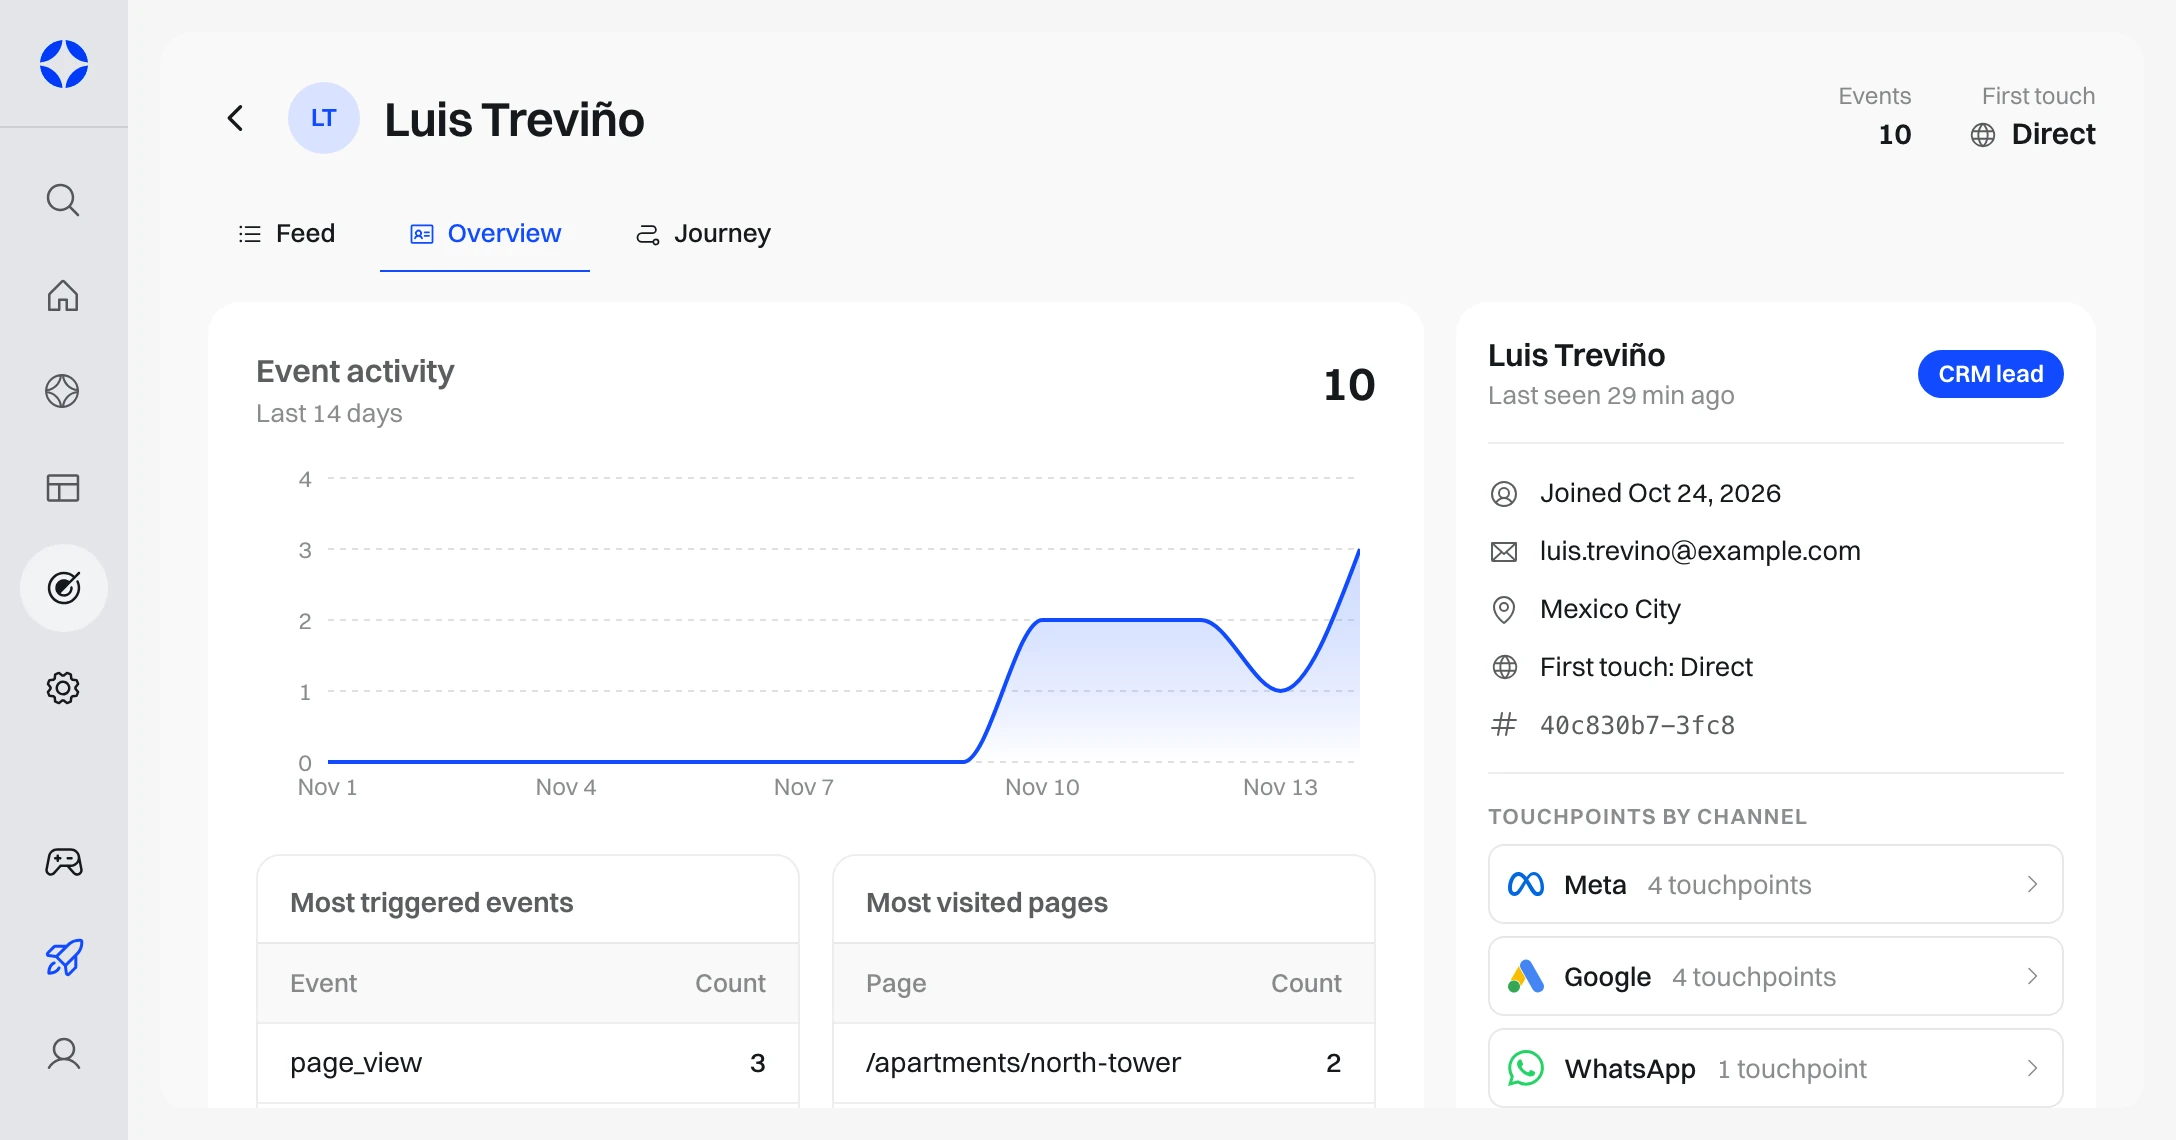 LT
Luis Treviño
Events
10
First touch
Direct
Feed
Overview
Journey
Event activity
Last 14 days
10
4
3
2
1
0
Nov 1
Nov 4
Nov 7
Nov 10
Nov 13
Most triggered events
Event
Count
page_view
3
Most visited pages
Page
Count
/apartments/north-tower
2
Luis Treviño
Last seen 29 min ago
CRM lead
Joined Oct 24, 2026
luis.trevino@example.com
Mexico City
First touch: Direct
40c830b7-3fc8
TOUCHPOINTS BY CHANNEL
Meta 4 touchpoints
Google 4 touchpoints
WhatsApp 1 touchpoint